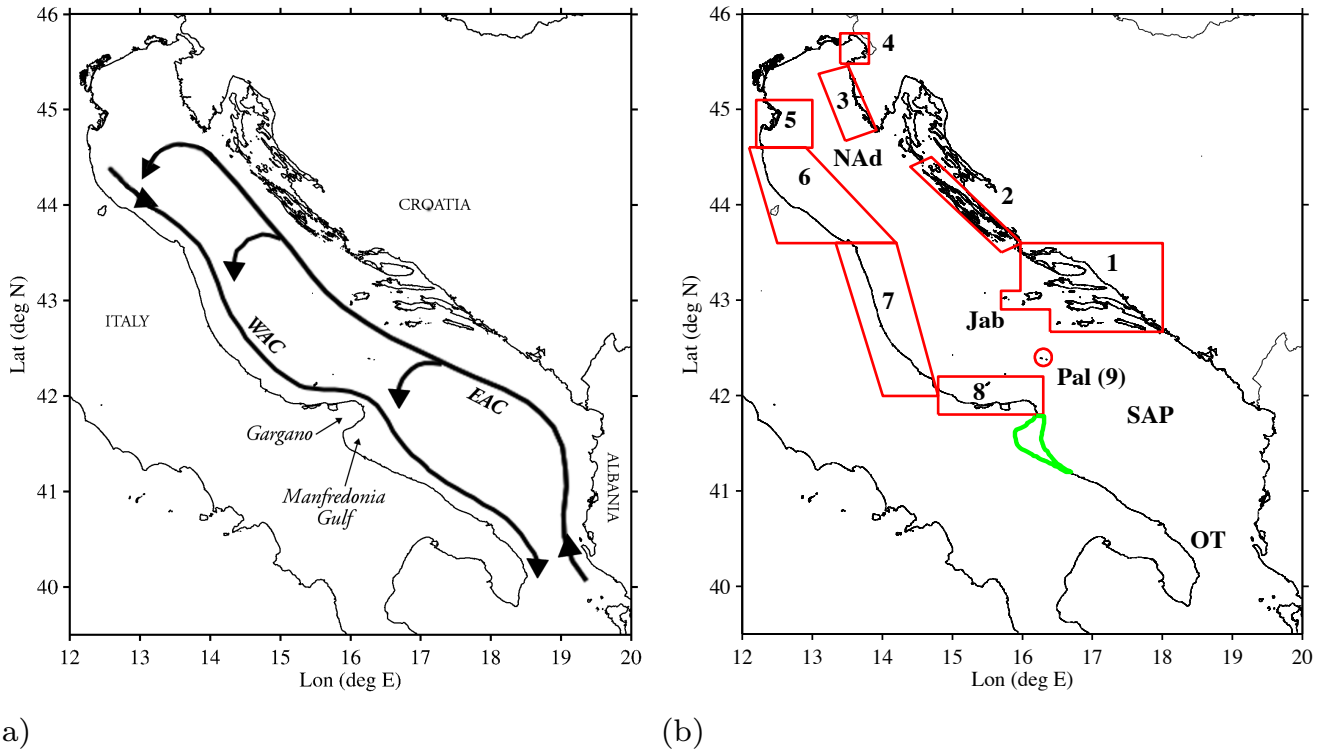 46
45
44
43
42
41
40
Lat (deg N)
CROATIA
ITALY
WAC
EAC
Gargano
Manfredonia
Gulf
ALBANIA
12 13 14 15 16 17 18 19 20
Lon (deg E)
a)
46
45
44
43
42
41
40
Lat (deg N)
4
3
5
NAd
6
2
1
7
Jab
Pal (9)
8´
SAP
OT
12 13 14 15 16 17 18 19 20
Lon (deg E)
(b)